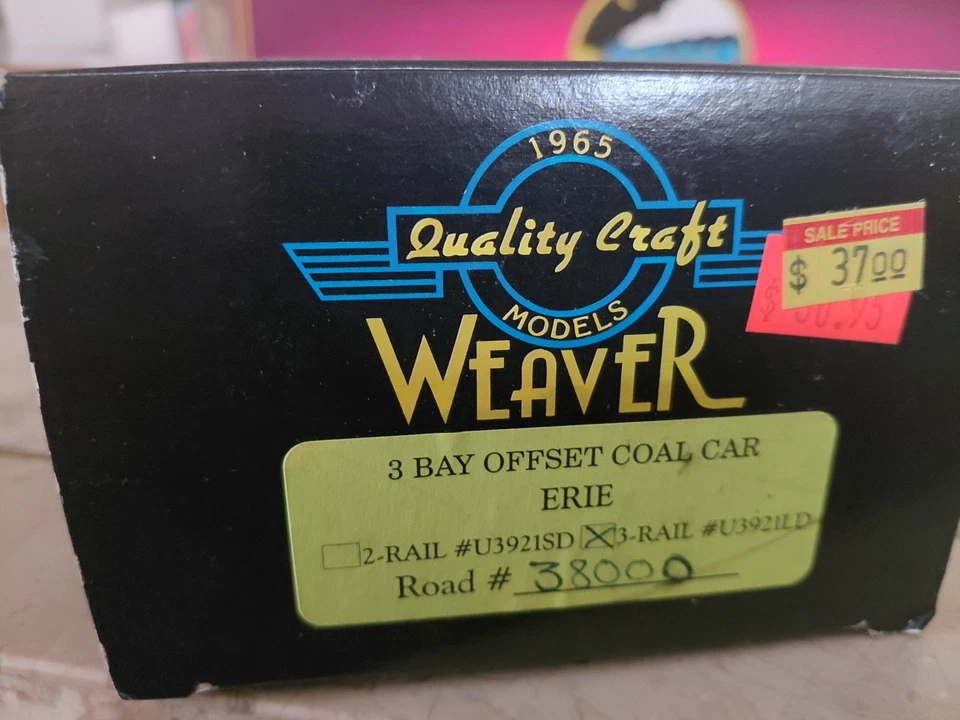 1965
Quality Craft
MODELS
WEAVER
SALE PRICE
$ 37.00
3 BAY OFFSET COAL CAR
ERIE
2-RAIL #U3921SD 3-RAIL #U3921LD
Road # 38000